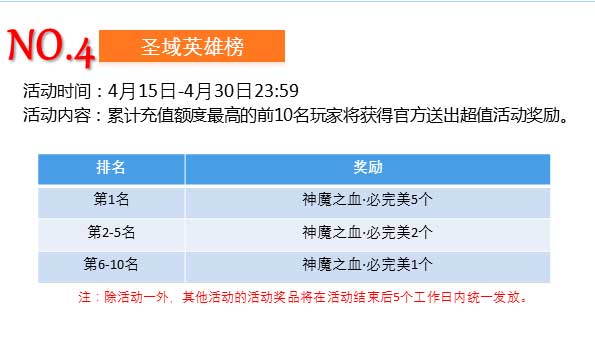 NO.4 圣域英雄榜
活动时间：4月15日-4月30日23:59
活动内容：累计充值额度最高的前10名玩家将获得官方送出超值活动奖励。
排名 奖励
第1名 神魔之血·必完美5个
第2-5名 神魔之血·必完美2个
第6-10名 神魔之血·必完美1个
注：除活动一外，其他活动的活动奖品将在活动结束后5个工作日内统一发放。